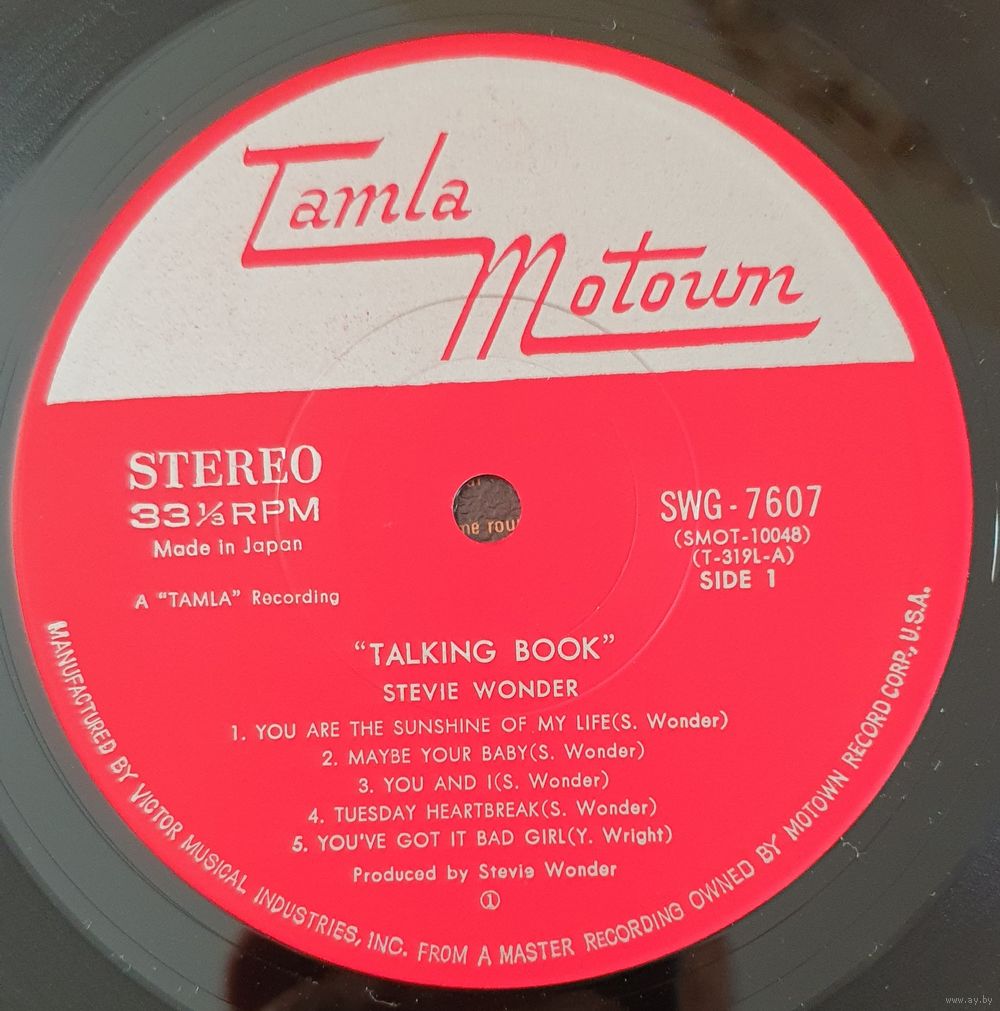 Tamla
Motown
STEREO
33⅓RPM
Made in Japan
A “TAMLA” Recording
SWG-7607
(SMOT-10048)
(T-319L-A)
SIDE 1
“TALKING BOOK”
STEVIE WONDER
1. YOU ARE THE SUNSHINE OF MY LIFE(S. Wonder)
2. MAYBE YOUR BABY(S. Wonder)
3. YOU AND I(S. Wonder)
4. TUESDAY HEARTBREAK(S. Wonder)
5. YOU'VE GOT IT BAD GIRL(Y. Wright)
Produced by Stevie Wonder
①
MANUFACTURED BY VICTOR MUSICAL INDUSTRIES, INC. FROM A MASTER RECORDING OWNED BY MOTOWN RECORD CORP., U.S.A.
www.ay.by